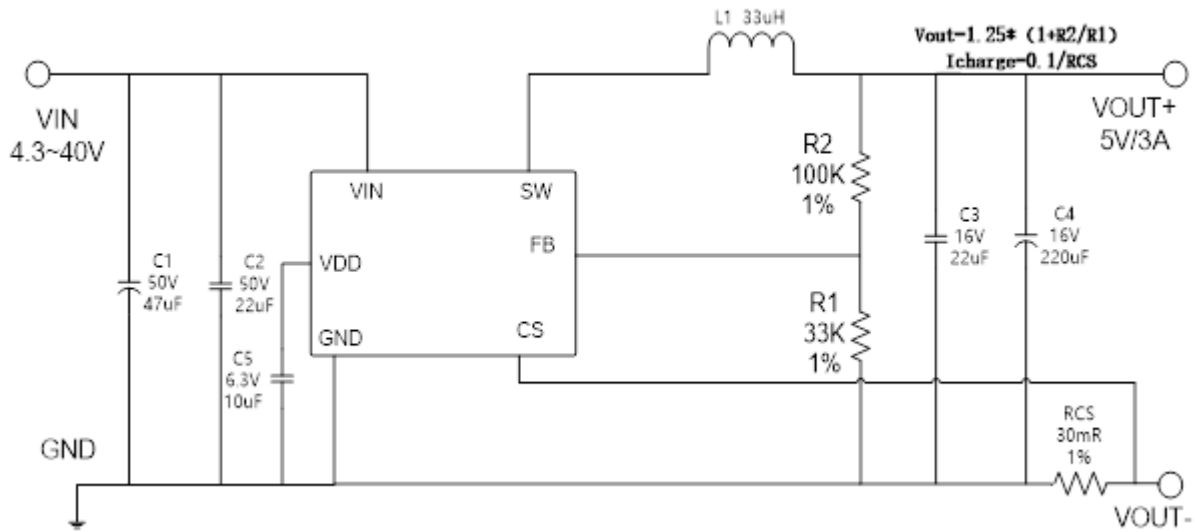 L1 33uH
Vout=1.25* (1+R2/R1)
Icharge=0.1/RCS
VIN
4.3~40V
VOUT+
5V/3A
R2
100K
1%
VIN
SW
FB
VDD
GND
CS
C1
50V
47uF
C2
50V
22uF
C3
16V
22uF
C4
16V
220uF
R1
33K
1%
C5
6.3V
10uF
GND
RCS
30mR
1%
VOUT-